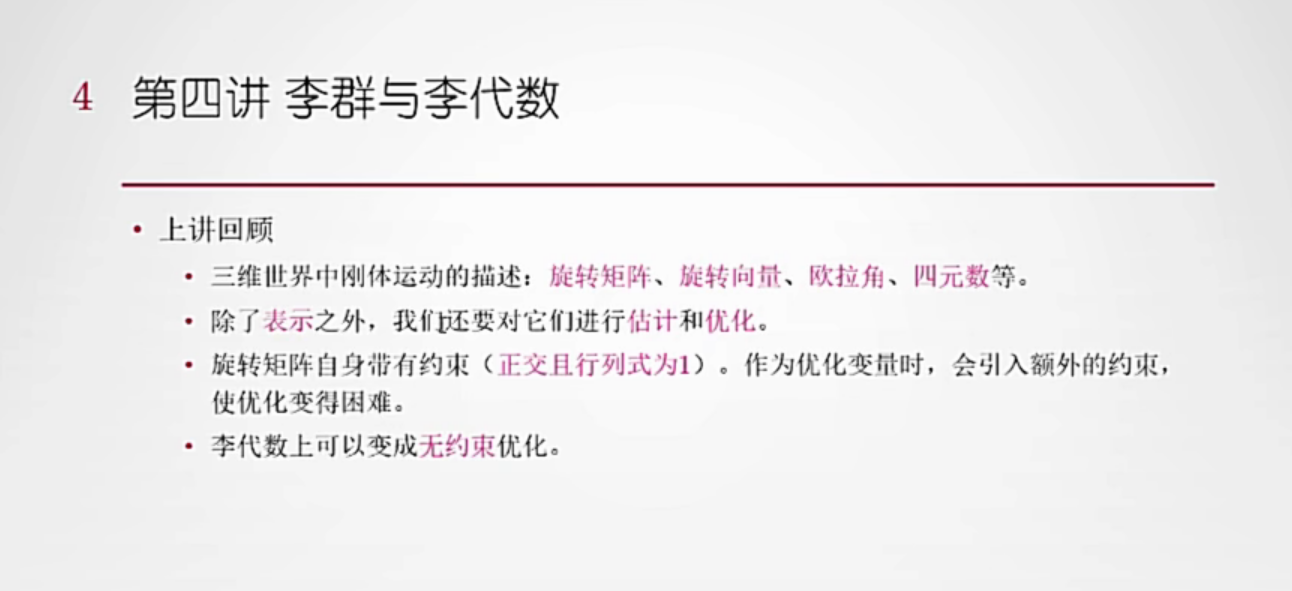 4 第四讲 李群与李代数
• 上讲回顾
• 三维世界中刚体运动的描述：旋转矩阵、旋转向量、欧拉角、四元数等。
• 除了表示之外，我们还要对它们进行估计和优化。
• 旋转矩阵自身带有约束（正交且行列式为1）。作为优化变量时，会引入额外的约束，
使优化变得困难。
• 李代数上可以变成无约束优化。